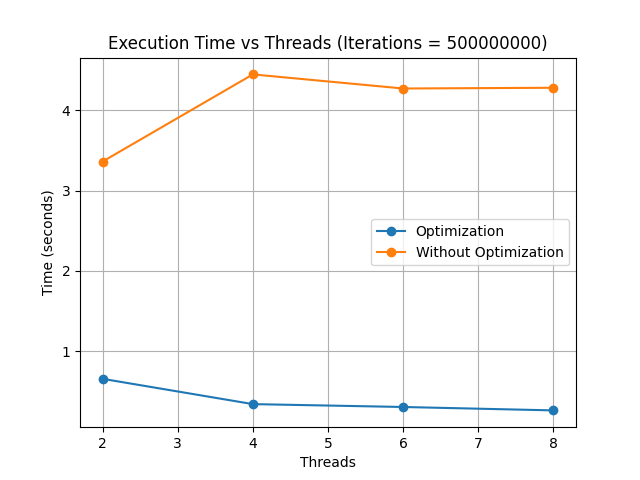 Execution Time vs Threads (Iterations = 500000000)
Time (seconds)
4
3
2
1
Optimization
Without Optimization
2 3 4 5 6 7 8
Threads